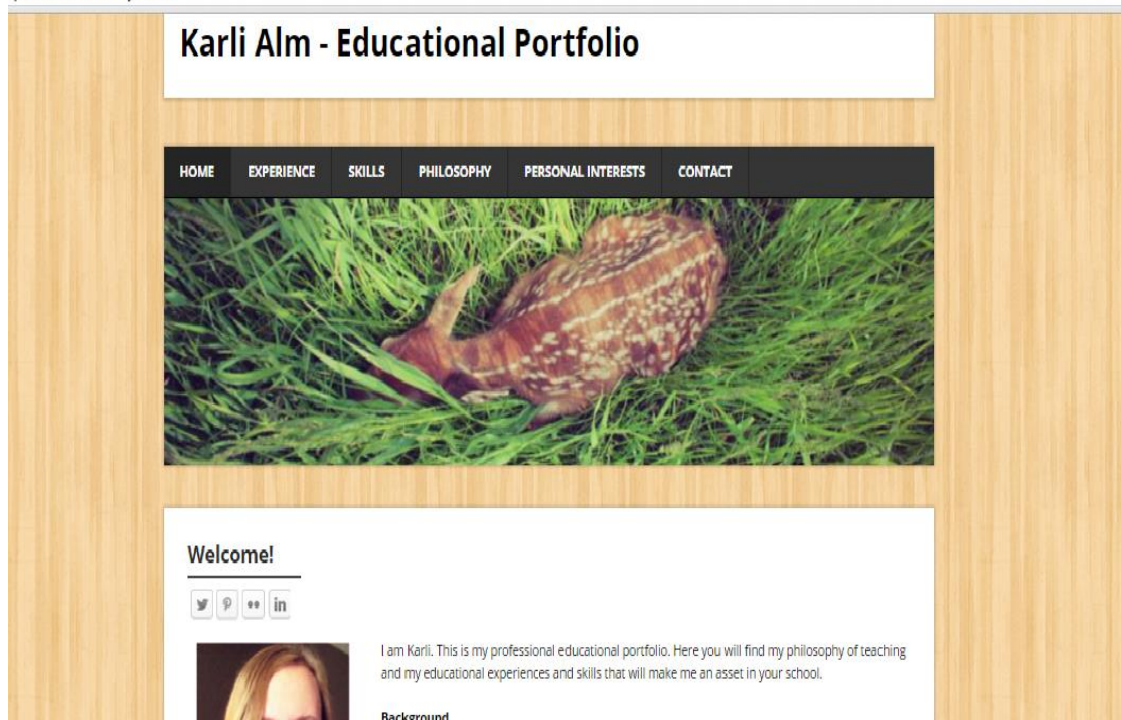 Karli Alm - Educational Portfolio
HOME EXPERIENCE SKILLS PHILOSOPHY PERSONAL INTERESTS CONTACT
Welcome!
in
I am Karli. This is my professional educational portfolio. Here you will find my philosophy of teaching
and my educational experiences and skills that will make me an asset in your school.
Background